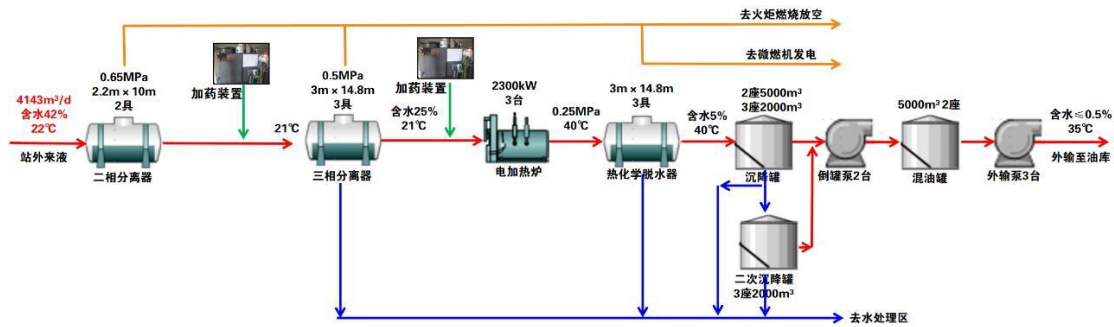 去火炬燃烧放空
去微燃机发电
4143m³/d
含水42%
22℃
站外来液
0.65MPa
2.2m × 10m
2具
二相分离器
加药装置
21℃
0.5MPa
3m × 14.8m
3具
三相分离器
加药装置
含水25%
21℃
2300kW
3台
电加热炉
0.25MPa
40℃
3m × 14.8m
3具
热化学脱水器
含水5%
40℃
2座5000m³
3座2000m³
沉降罐
二次沉降罐
3座2000m³
倒罐泵2台
5000m³ 2座
混油罐
外输泵3台
含水≤0.5%
35℃
外输至油库
去水处理区